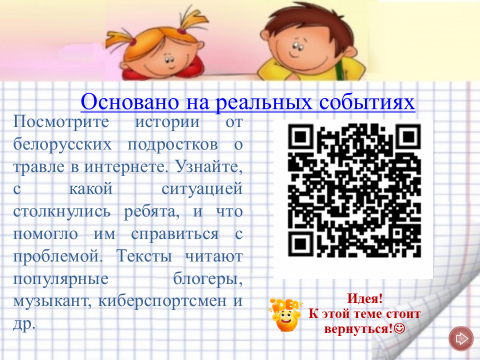 Основано на реальных событиях
Посмотрите истории от
белорусских подростков о
травле в интернете. Узнайте,
с какой ситуацией
столкнулись ребята, и что
помогло им справиться с
проблемой. Тексты читают
популярные блогеры,
музыкант, киберспортсмен и
др.
Идея!
К этой теме стоит
вернуться!☺